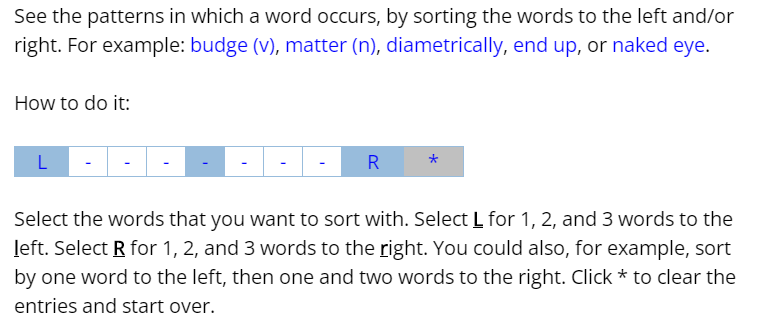 See the patterns in which a word occurs, by sorting the words to the left and/or
right. For example: budge (v), matter (n), diametrically, end up, or naked eye.
How to do it:
L - - - - - - - R *
Select the words that you want to sort with. Select L for 1, 2, and 3 words to the
left. Select R for 1, 2, and 3 words to the right. You could also, for example, sort
by one word to the left, then one and two words to the right. Click * to clear the
entries and start over.